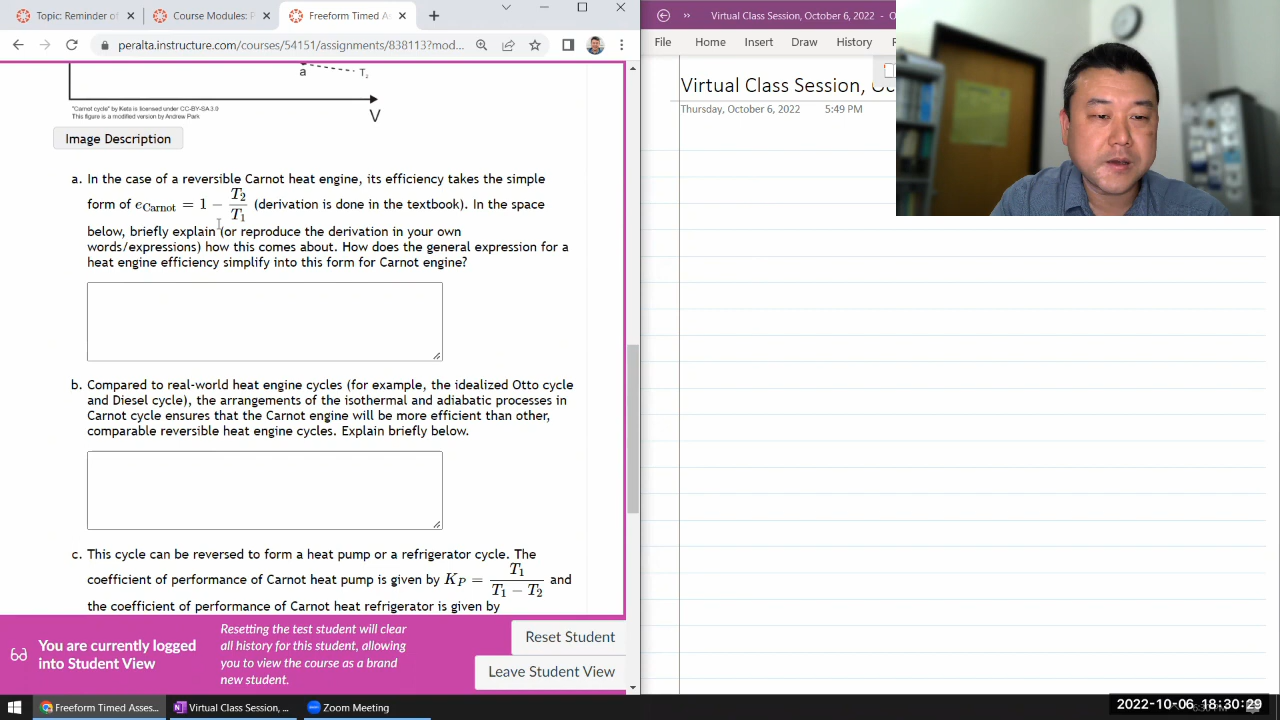 Topic: Reminder of
Course Modules: P
Freeform Timed As
peralta.instructure.com/courses/54151/assignments/838113?mod...
Virtual Class Session, October 6, 2022 - O
File Home Insert Draw History
Virtual Class Session, Oc
Thursday, October 6, 2022 5:49 PM
a
T₂
V
"Carnot cycle" by Keta is licensed under CC-BY-SA 3.0
This figure is a modified version by Andrew Park
Image Description
a. In the case of a reversible Carnot heat engine, its efficiency takes the simple
form of e_Carnot = 1 − T₂/T₁ (derivation is done in the textbook). In the space
below, briefly explain (or reproduce the derivation in your own
words/expressions) how this comes about. How does the general expression for a
heat engine efficiency simplify into this form for Carnot engine?
b. Compared to real-world heat engine cycles (for example, the idealized Otto cycle
and Diesel cycle), the arrangements of the isothermal and adiabatic processes in
Carnot cycle ensures that the Carnot engine will be more efficient than other,
comparable reversible heat engine cycles. Explain briefly below.
c. This cycle can be reversed to form a heat pump or a refrigerator cycle. The
coefficient of performance of Carnot heat pump is given by K_P = T₁/(T₁ − T₂) and
the coefficient of performance of Carnot heat refrigerator is given by
You are currently logged
into Student View
Resetting the test student will clear
all history for this student, allowing
you to view the course as a brand
new student.
Reset Student
Leave Student View
Freeform Timed Asses...
Virtual Class Session, ...
Zoom Meeting
2022-10-06 18:30:29